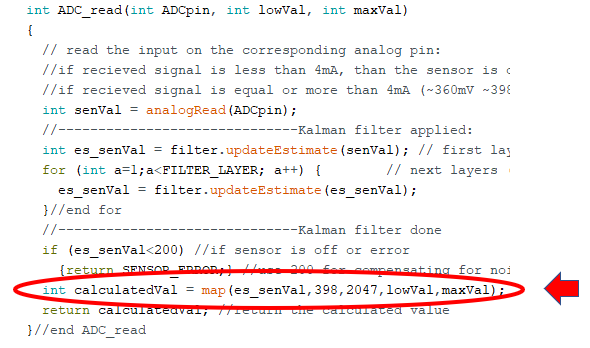 int ADC_read(int ADCpin, int lowVal, int maxVal)
{
// read the input on the corresponding analog pin:
//if recieved signal is less than 4mA, than the sensor is
//if recieved signal is equal or more than 4mA (~360mV ~398
int senVal = analogRead(ADCpin);
//------------------------------Kalman filter applied:
int es_senVal = filter.updateEstimate(senVal); // first lay
for (int a=1;a<FILTER_LAYER; a++) { // next layers
es_senVal = filter.updateEstimate(es_senVal);
}//end for
//------------------------------Kalman filter done
if (es_senVal<200) //if sensor is off or error
{return SENSOR_ERROR;} //use 200 for compensating for noi
int calculatedVal = map(es_senVal,398,2047,lowVal,maxVal);
return calculatedVal; //return the calculated value
}//end ADC_read